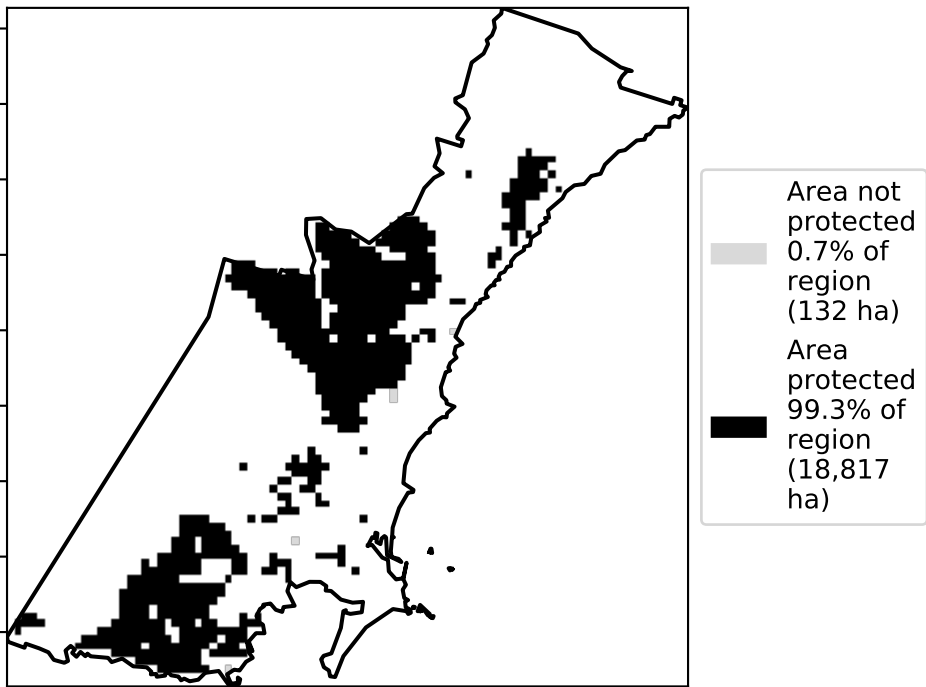 Area not
protected
0.7% of
region
(132 ha)
Area
protected
99.3% of
region
(18,817
ha)